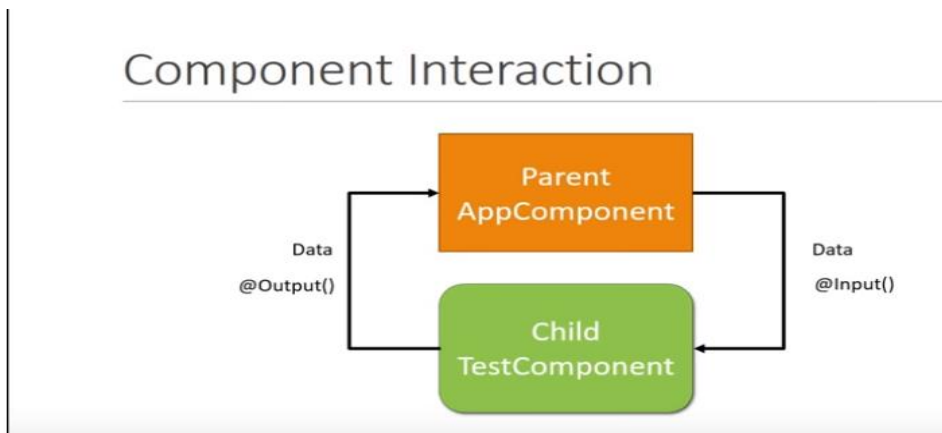 Component Interaction
Parent
AppComponent
Data
@Output()
Data
@Input()
Child
TestComponent